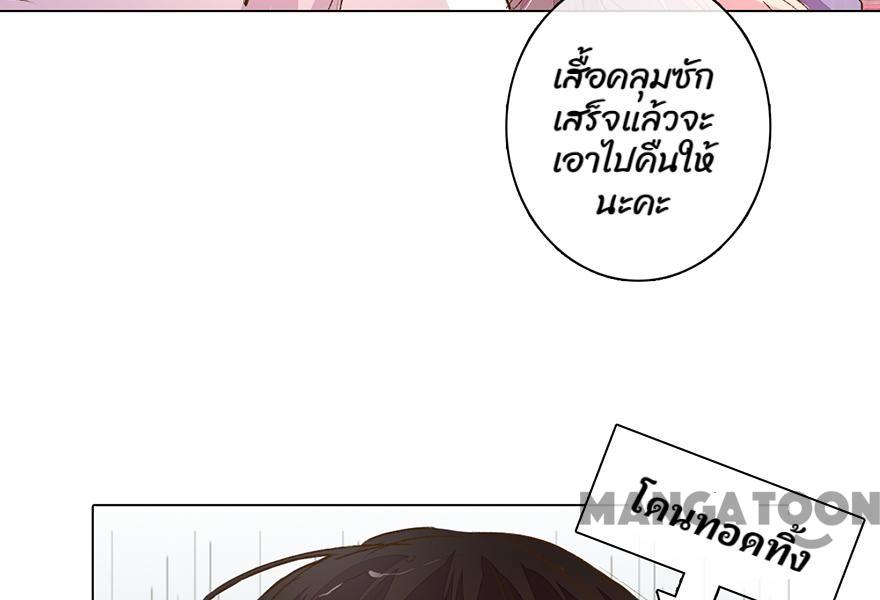 เสื้อคลุมซัก
เสร็จแล้วจะ
เอาไปคืนให้
นะคะ
โดนทอดทิ้ง
MANGATOON